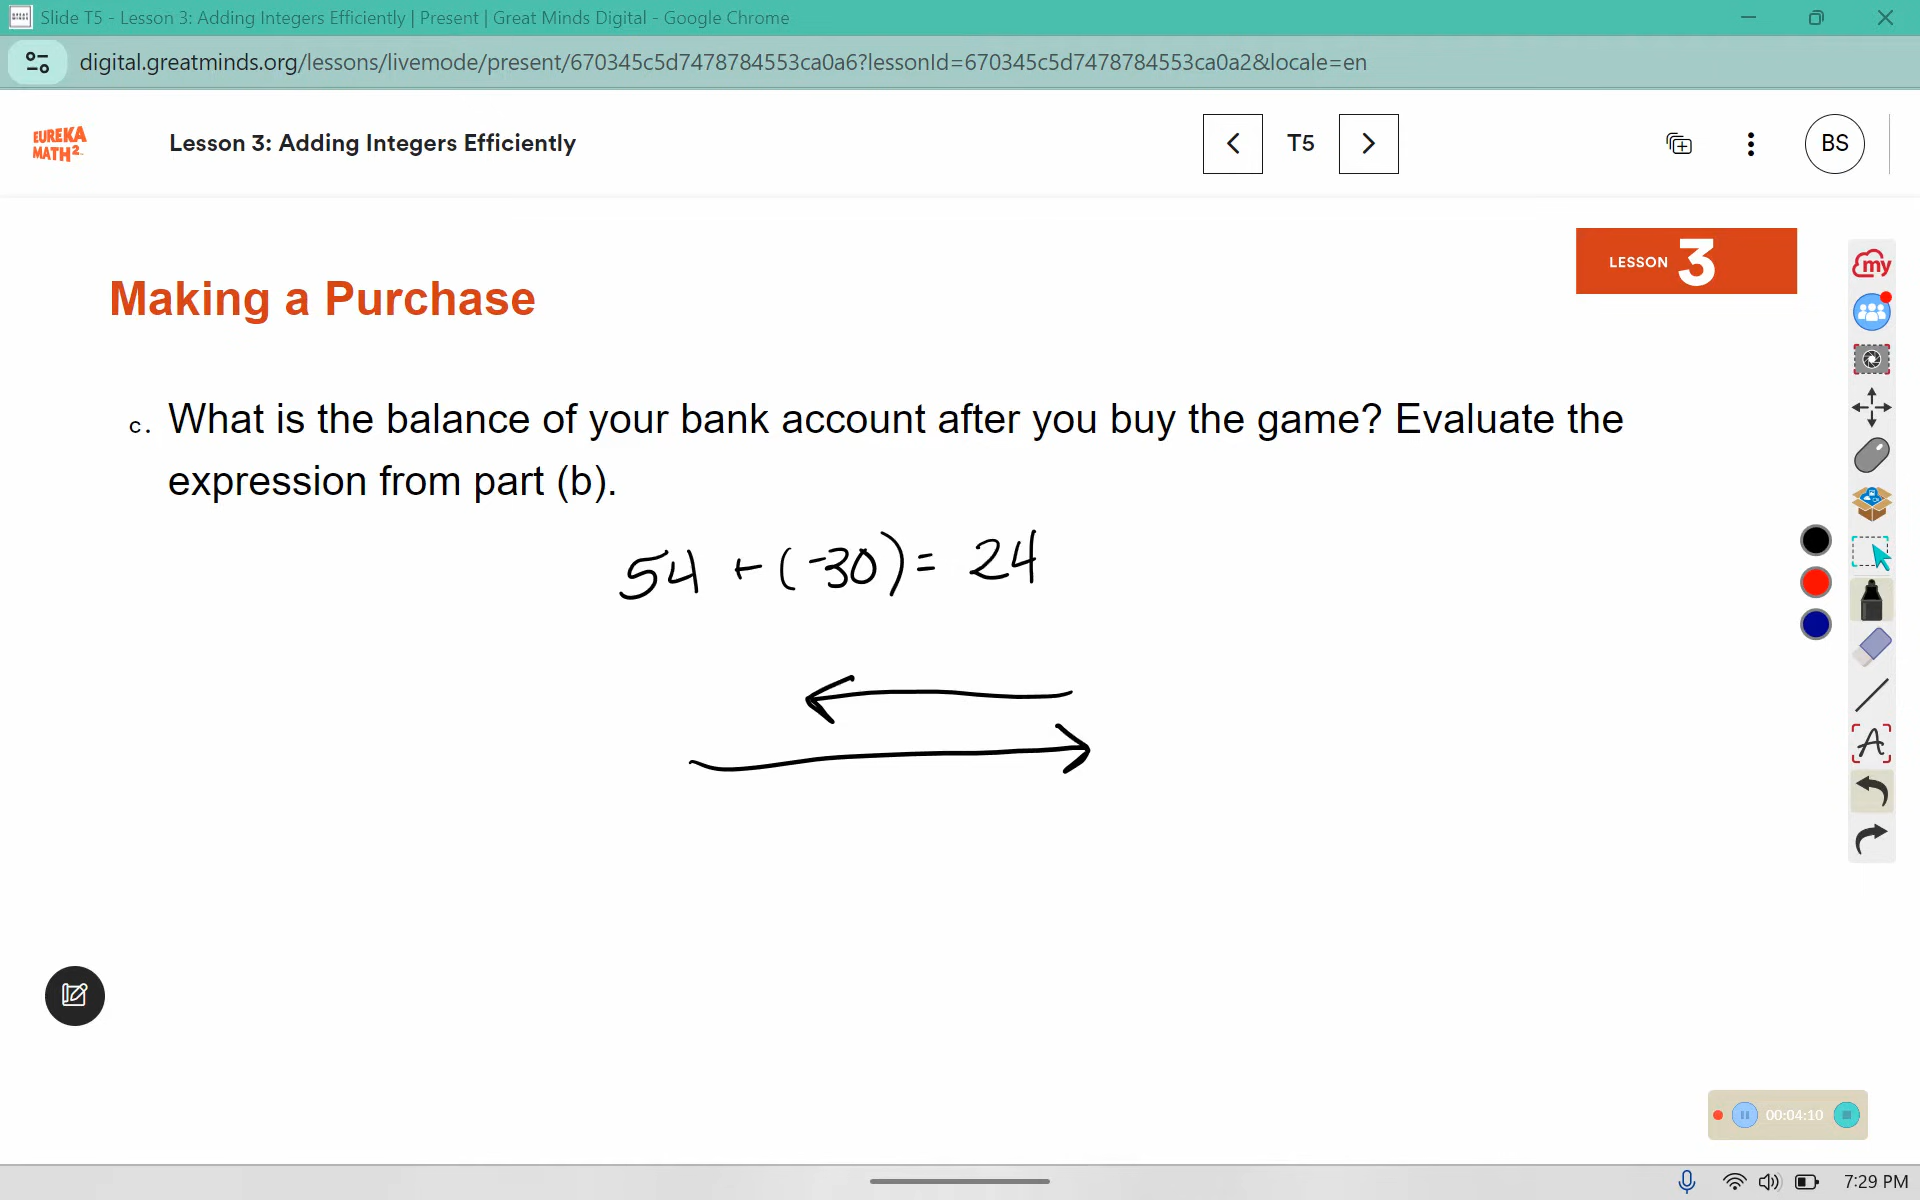 Slide T5 - Lesson 3: Adding Integers Efficiently | Present | Great Minds Digital - Google Chrome
digital.greatminds.org/lessons/livemode/present/670345c5d7478784553ca0a6?lessonId=670345c5d7478784553ca0a2&locale=en
EUREKA
MATH²
Lesson 3: Adding Integers Efficiently
T5
BS
LESSON 3
my
Making a Purchase
c. What is the balance of your bank account after you buy the game? Evaluate the
expression from part (b).
54 + (-30) = 24
A
00:04:10
7:29 PM